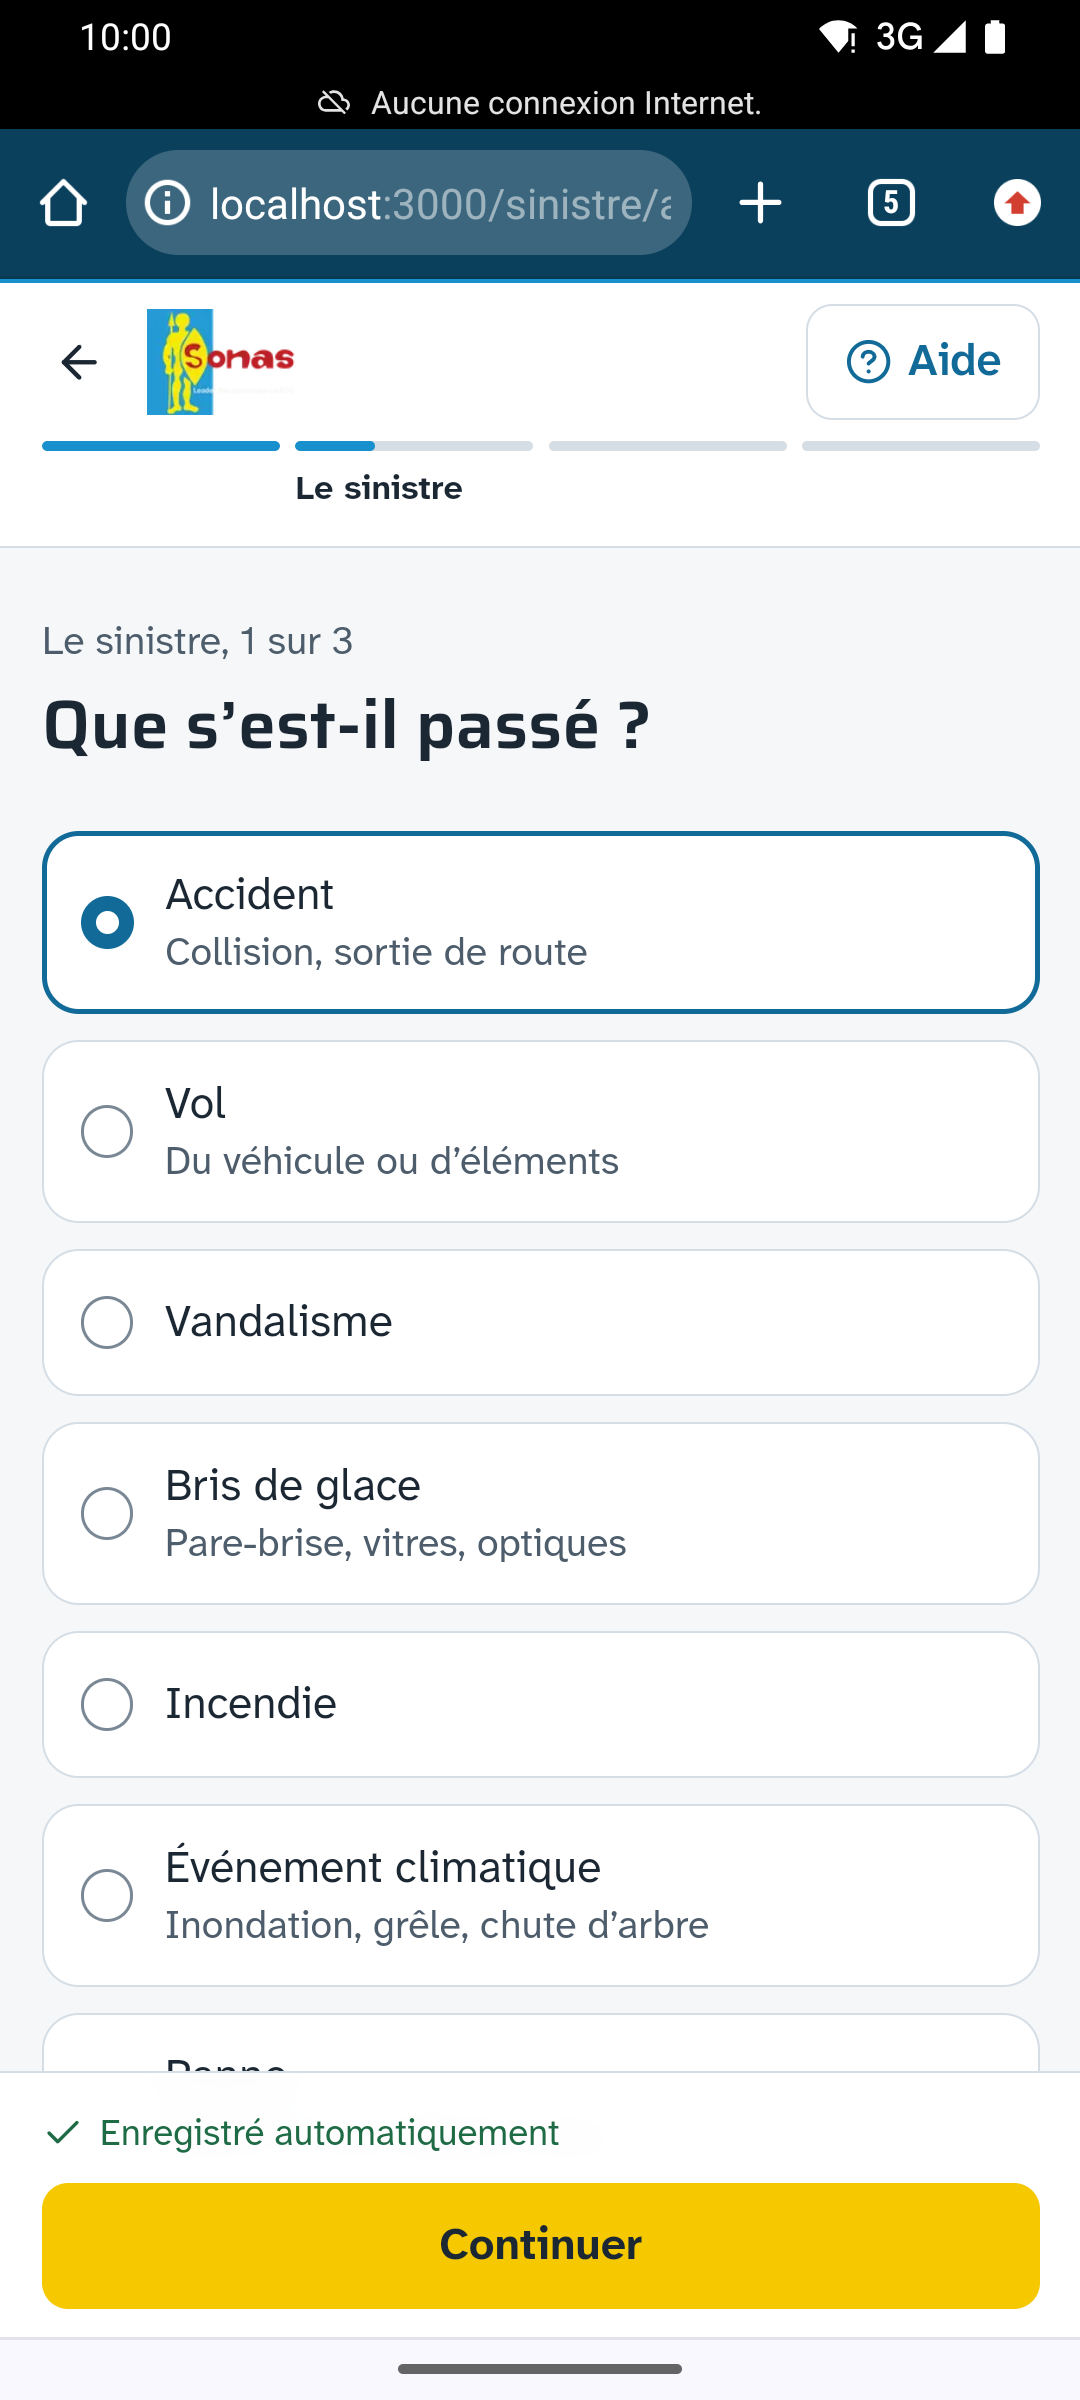 10:00
3G
Aucune connexion Internet.
localhost:3000/sinistre/
5
Sonas
Aide
Le sinistre
Le sinistre, 1 sur 3
Que s’est-il passé ?
Accident
Collision, sortie de route
Vol
Du véhicule ou d’éléments
Vandalisme
Bris de glace
Pare-brise, vitres, optiques
Incendie
Événement climatique
Inondation, grêle, chute d’arbre
Enregistré automatiquement
Continuer